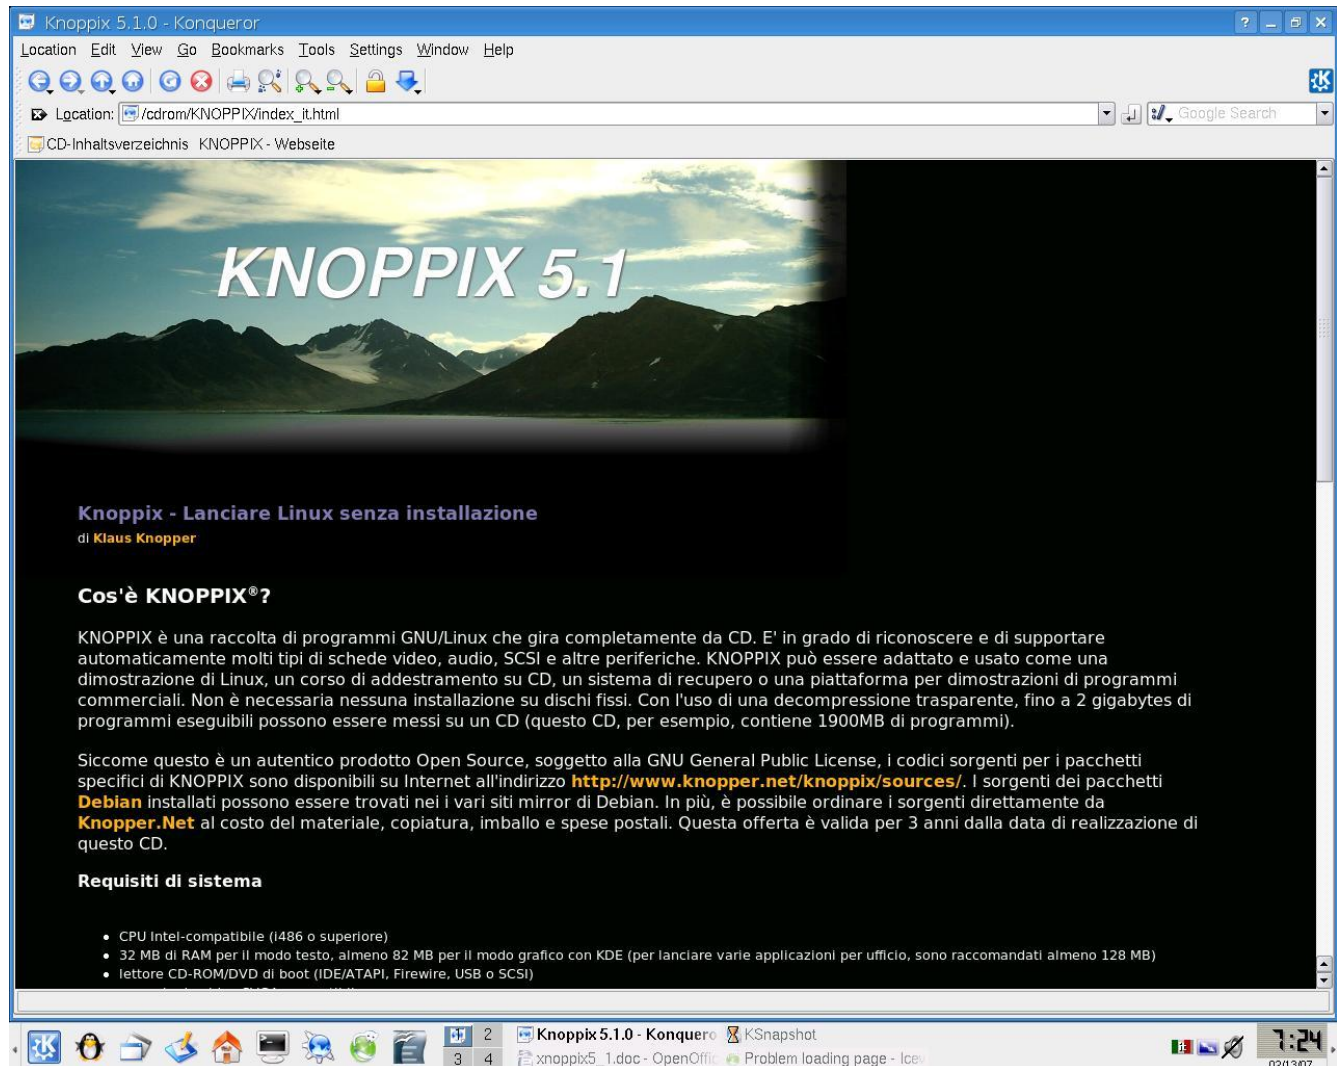 Knoppix 5.1.0 - Konqueror
Location Edit View Go Bookmarks Tools Settings Window Help
Location: /cdrom/KNOPPIX/index_it.html
Google Search
CD-Inhaltsverzeichnis KNOPPIX - Webseite
KNOPPIX 5.1
Knoppix - Lanciare Linux senza installazione
di Klaus Knopper
Cos'è KNOPPIX®?
KNOPPIX è una raccolta di programmi GNU/Linux che gira completamente da CD. E' in grado di riconoscere e di supportare
automaticamente molti tipi di schede video, audio, SCSI e altre periferiche. KNOPPIX può essere adattato e usato come una
dimostrazione di Linux, un corso di addestramento su CD, un sistema di recupero o una piattaforma per dimostrazioni di programmi
commerciali. Non è necessaria nessuna installazione su dischi fissi. Con l'uso di una decompressione trasparente, fino a 2 gigabytes di
programmi eseguibili possono essere messi su un CD (questo CD, per esempio, contiene 1900MB di programmi).
Siccome questo è un autentico prodotto Open Source, soggetto alla GNU General Public License, i codici sorgenti per i pacchetti
specifici di KNOPPIX sono disponibili su Internet all'indirizzo http://www.knopper.net/knoppix/sources/. I sorgenti dei pacchetti
Debian installati possono essere trovati nei i vari siti mirror di Debian. In più, è possibile ordinare i sorgenti direttamente da
Knopper.Net al costo del materiale, copiatura, imballo e spese postali. Questa offerta è valida per 3 anni dalla data di realizzazione di
questo CD.
Requisiti di sistema
CPU Intel-compatibile (i486 o superiore)
32 MB di RAM per il modo testo, almeno 82 MB per il modo grafico con KDE (per lanciare varie applicazioni per ufficio, sono raccomandati almeno 128 MB)
lettore CD-ROM/DVD di boot (IDE/ATAPI, Firewire, USB o SCSI)
2
Knoppix 5.1.0 - Konquero KSnapshot
3 4
xnoppix5_1.doc - OpenOffic Problem loading page - Icew
it
7:24
02/13/07